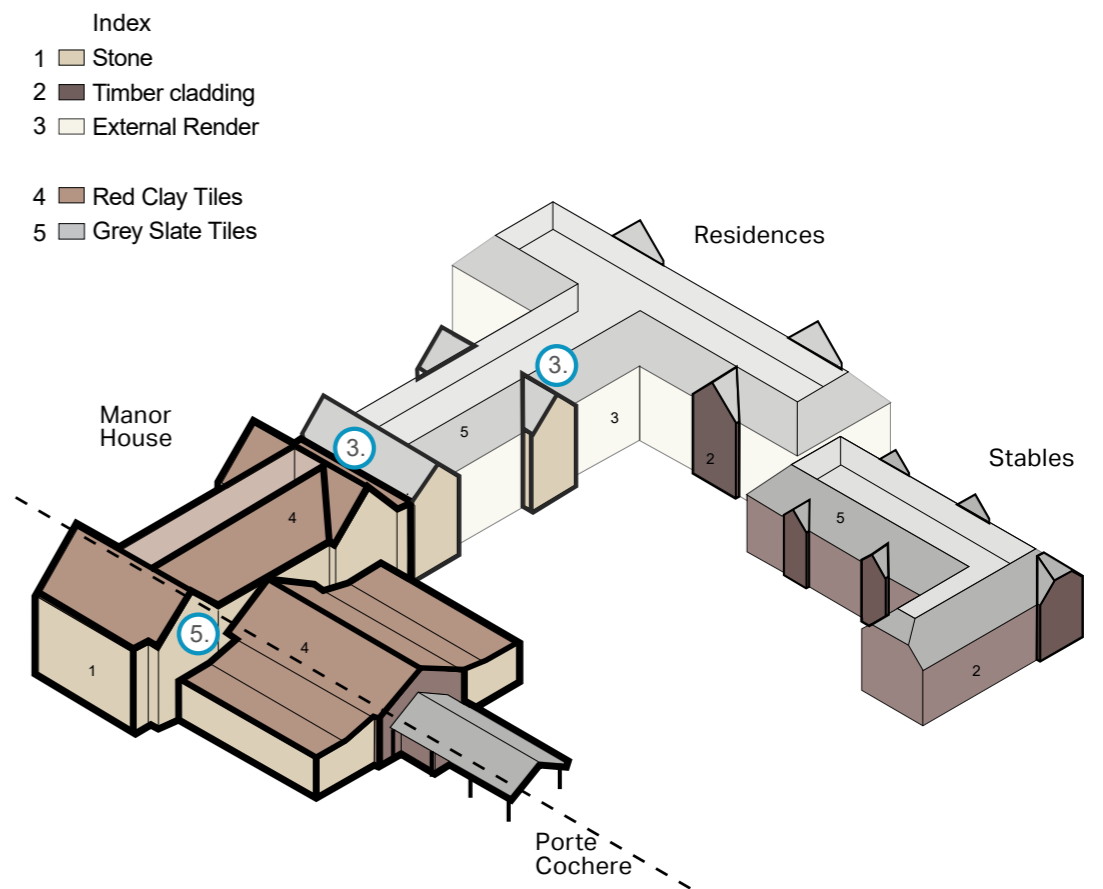 Index
1 Stone
2 Timber cladding
3 External Render
4 Red Clay Tiles
5 Grey Slate Tiles
Residences
3.
Manor
House
3
5
3.
2
Stables
4
5
5.
4
1
2
Porte
Cochere